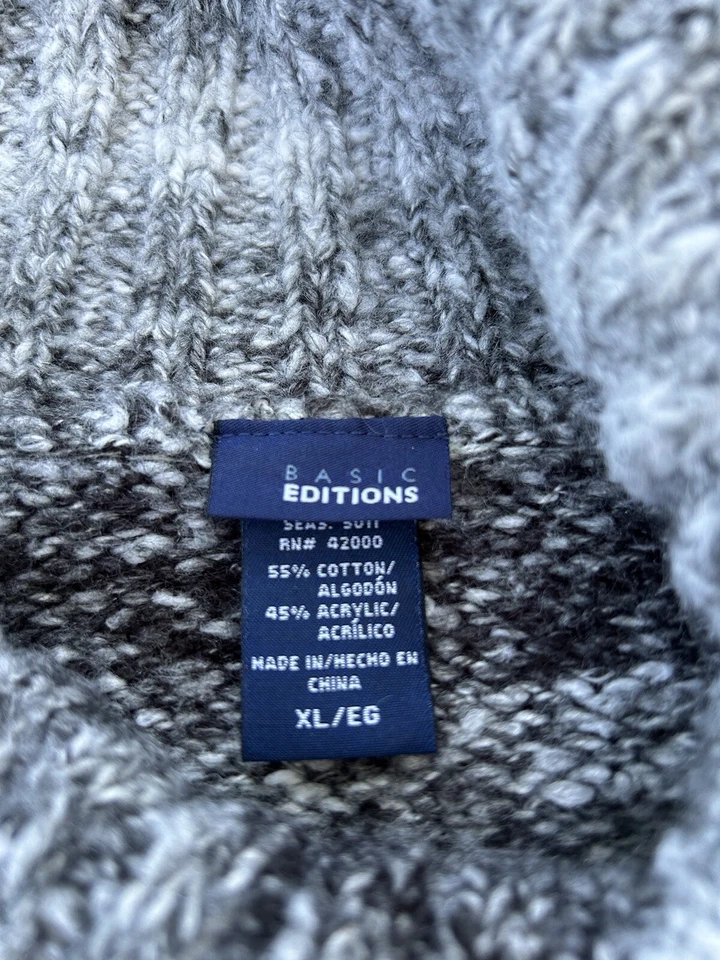 BASIC
EDITIONS
RN# 42000
55% COTTON/
ALGODÓN
45% ACRYLIC/
ACRÍLICO
MADE IN/HECHO EN
CHINA
XL/EG